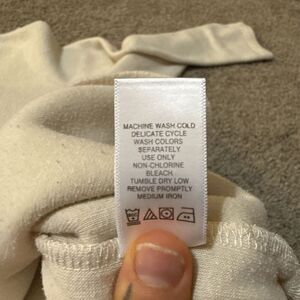 MACHINE WASH COLD
DELICATE CYCLE
WASH COLORS
SEPARATELY
USE ONLY
NON-CHLORINE
BLEACH
TUMBLE DRY LOW
REMOVE PROMPTLY
MEDIUM IRON